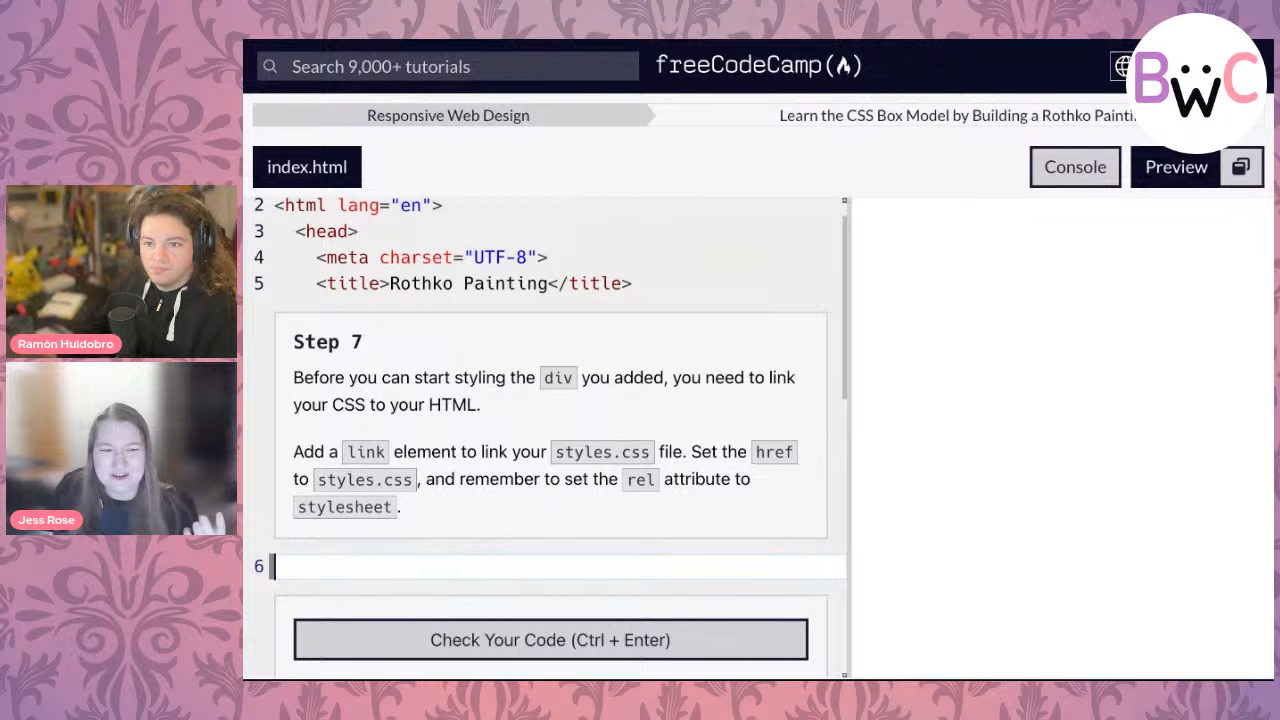 Search 9,000+ tutorials
freeCodeCamp(🔥)
BWC
Responsive Web Design
Learn the CSS Box Model by Building a Rothko Painti
index.html
Console
Preview
2 <html lang="en">
3 <head>
4 <meta charset="UTF-8">
5 <title>Rothko Painting</title>
Step 7
Before you can start styling the div you added, you need to link
your CSS to your HTML.
Add a link element to link your styles.css file. Set the href
to styles.css, and remember to set the rel attribute to
stylesheet.
6
Check Your Code (Ctrl + Enter)
Ramón Huidobro
Jess Rose